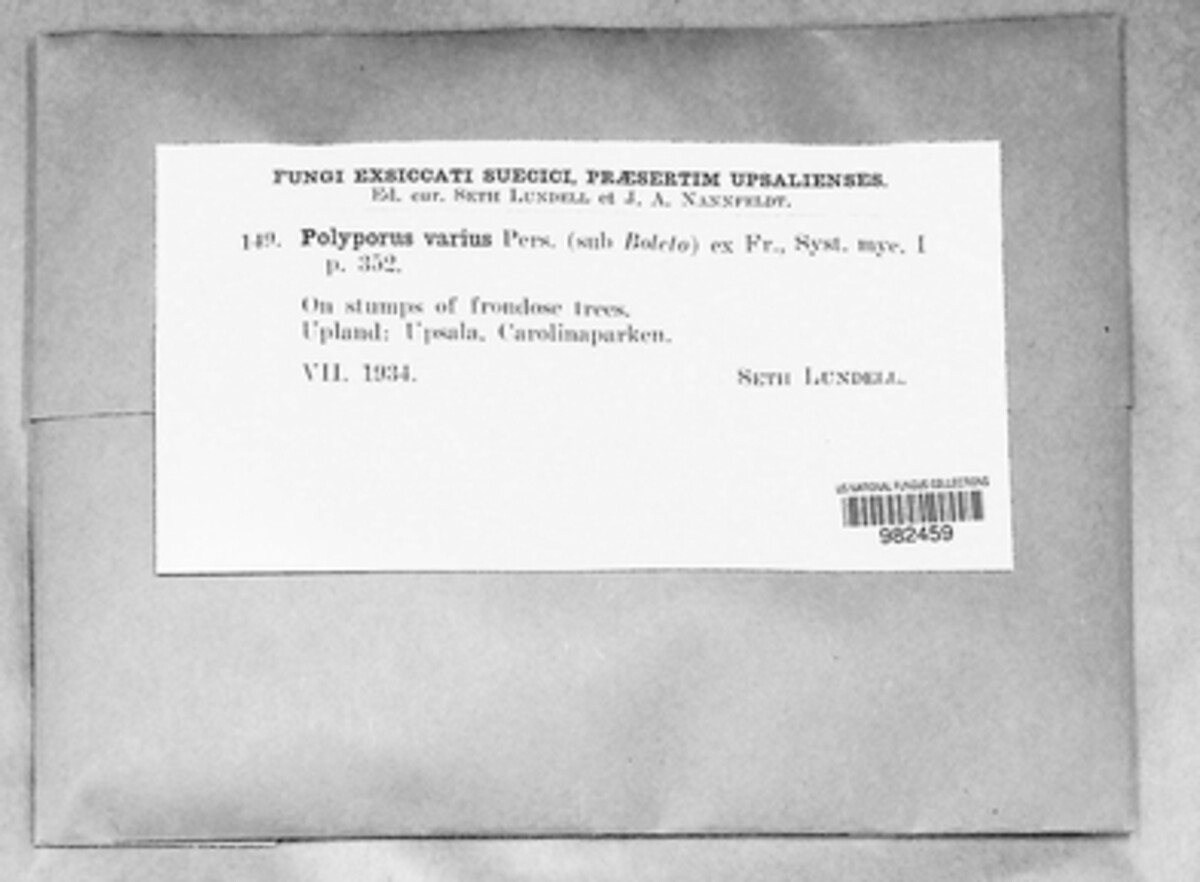 FUNGI EXSICCATI SUECICI, PRÆSERTIM UPSALIENSES.
Ed. cur. SETH LUNDELL et J. A. NANNFELDT.
149. Polyporus varius Pers. (sub Boleto) ex Fr., Syst. myc. I
p. 352.
On stumps of frondose trees.
Upland: Upsala, Carolinaparken.
VII. 1934. SETH LUNDELL.
US NATIONAL FUNGUS COLLECTIONS
982459